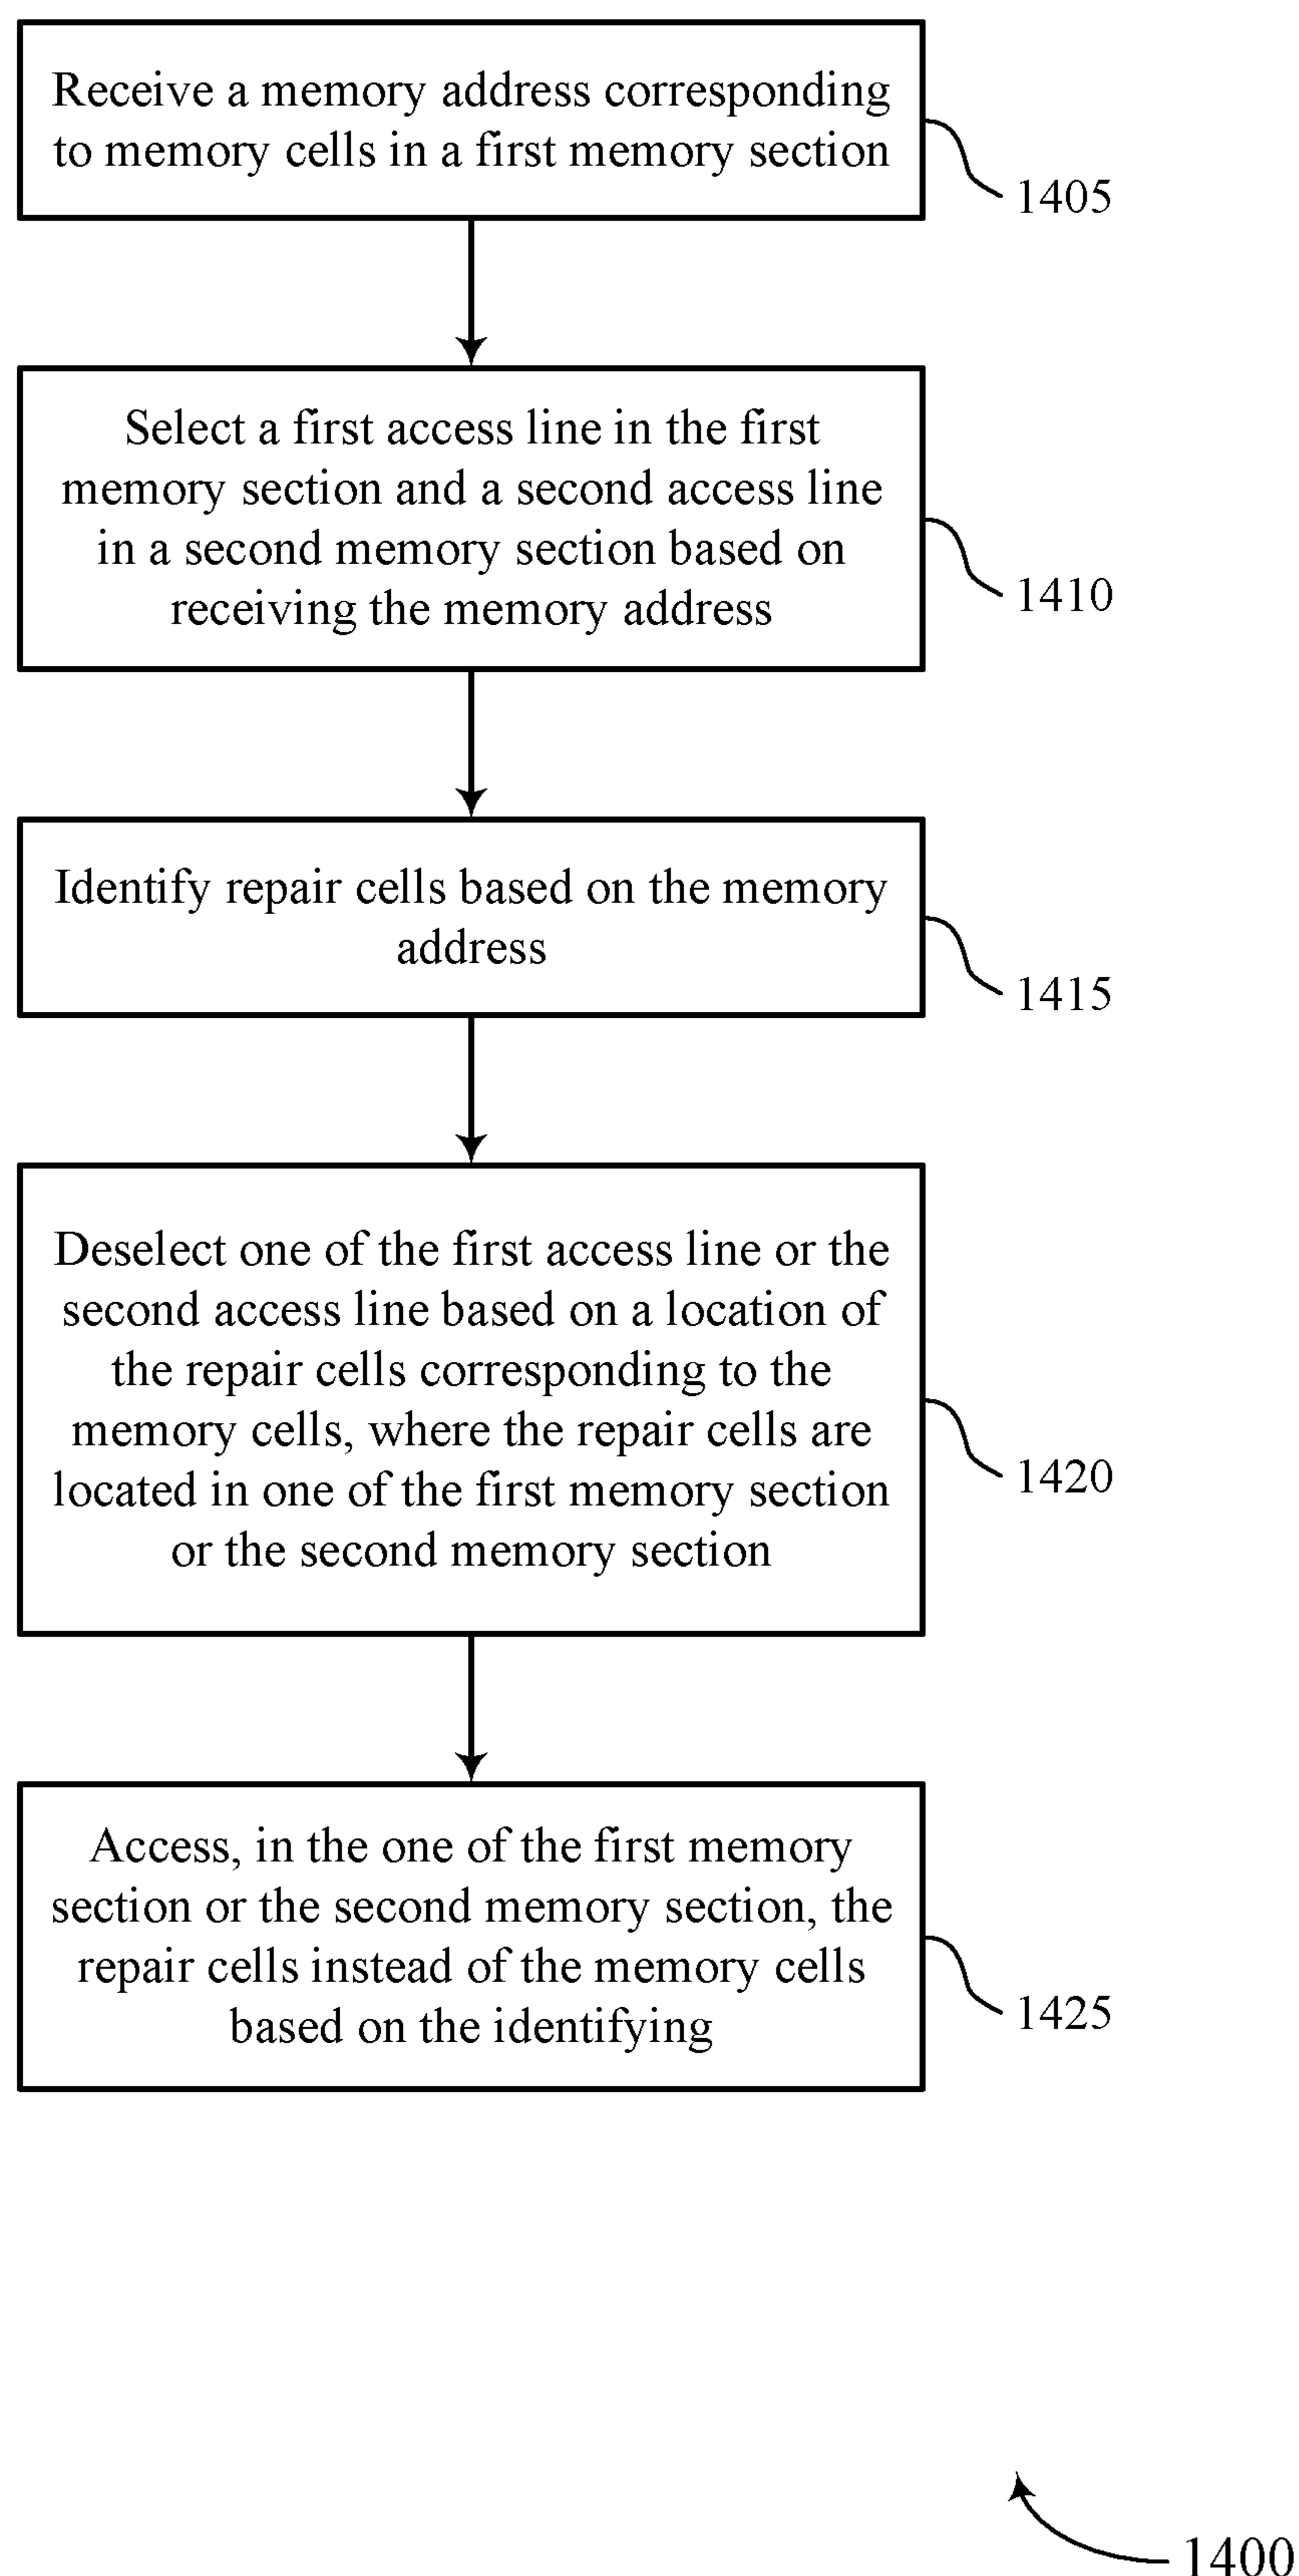 Receive a memory address corresponding
to memory cells in a first memory section
1405
Select a first access line in the first
memory section and a second access line
in a second memory section based on
receiving the memory address
1410
Identify repair cells based on the memory
address
1415
Deselect one of the first access line or the
second access line based on a location of
the repair cells corresponding to the
memory cells, where the repair cells are
located in one of the first memory section
or the second memory section
1420
Access, in the one of the first memory
section or the second memory section, the
repair cells instead of the memory cells
based on the identifying
1425
1400